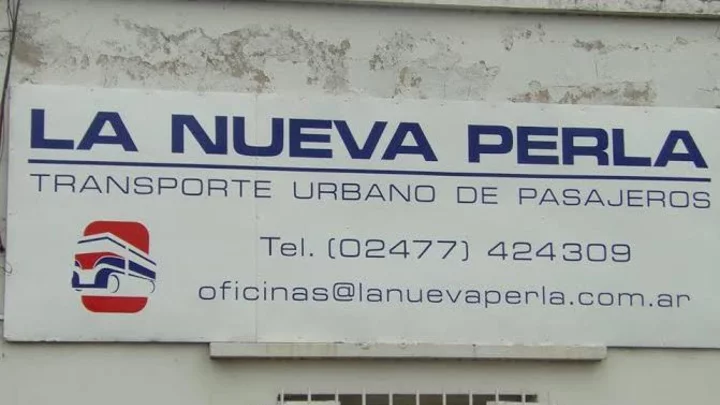 LA NUEVA PERLA
TRANSPORTE URBANO DE PASAJEROS
Tel. (02477) 424309
oficinas@lanuevaperla.com.ar